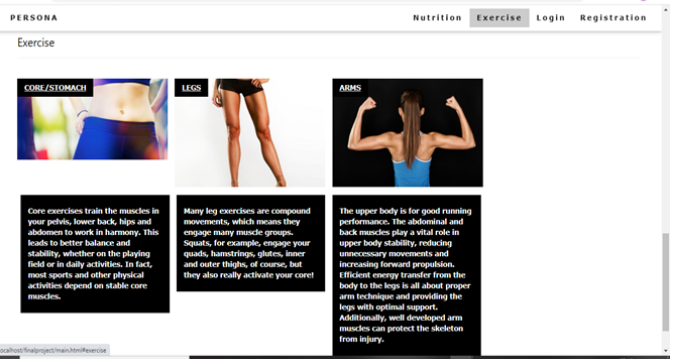 PERSONA
Nutrition Exercise Login Registration
Exercise
CORE/STOMACH
LEGS
ARMS
Core exercises train the muscles in
your pelvis, lower back, hips and
abdomen to work in harmony. This
leads to better balance and
stability, whether on the playing
field or in daily activities. In fact,
most sports and other physical
activities depend on stable core
muscles.
Many leg exercises are compound
movements, which means they
engage many muscle groups.
Squats, for example, engage your
quads, hamstrings, glutes, inner
and outer thighs, of course, but
they also really activate your core!
The upper body is for good running
performance. The abdominal and
back muscles play a vital role in
upper body stability, reducing
unnecessary movements and
increasing forward propulsion.
Efficient energy transfer from the
body to the legs is all about proper
arm technique and providing the
legs with optimal support.
Additionally, well developed arm
muscles can protect the skeleton
from injury.
ocalhost/finalproject/main.html#exercise